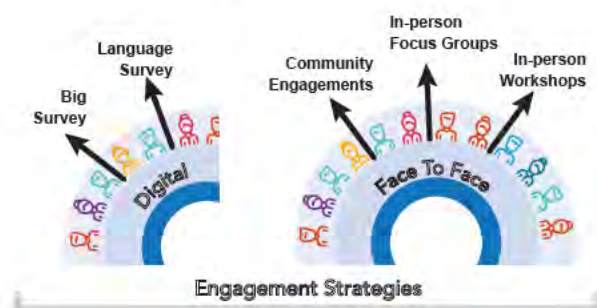 Language
Survey
Big
Survey
Digital
In-person
Focus Groups
Community
Engagements
In-person
Workshops
Face To Face
Engagement Strategies